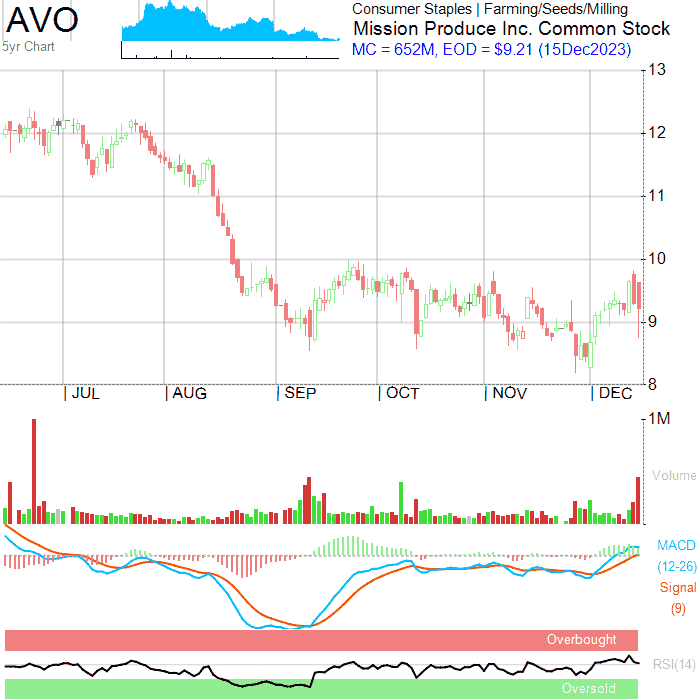 AVO
5yr Chart
Consumer Staples | Farming/Seeds/Milling
Mission Produce Inc. Common Stock
MC = 652M, EOD = $9.21 (15Dec2023)
13
12
11
10
9
8
| JUL | AUG | SEP | OCT | NOV | DEC
1M
Volume
MACD
(12-26)
Signal
(9)
Overbought
RSI(14)
Oversold